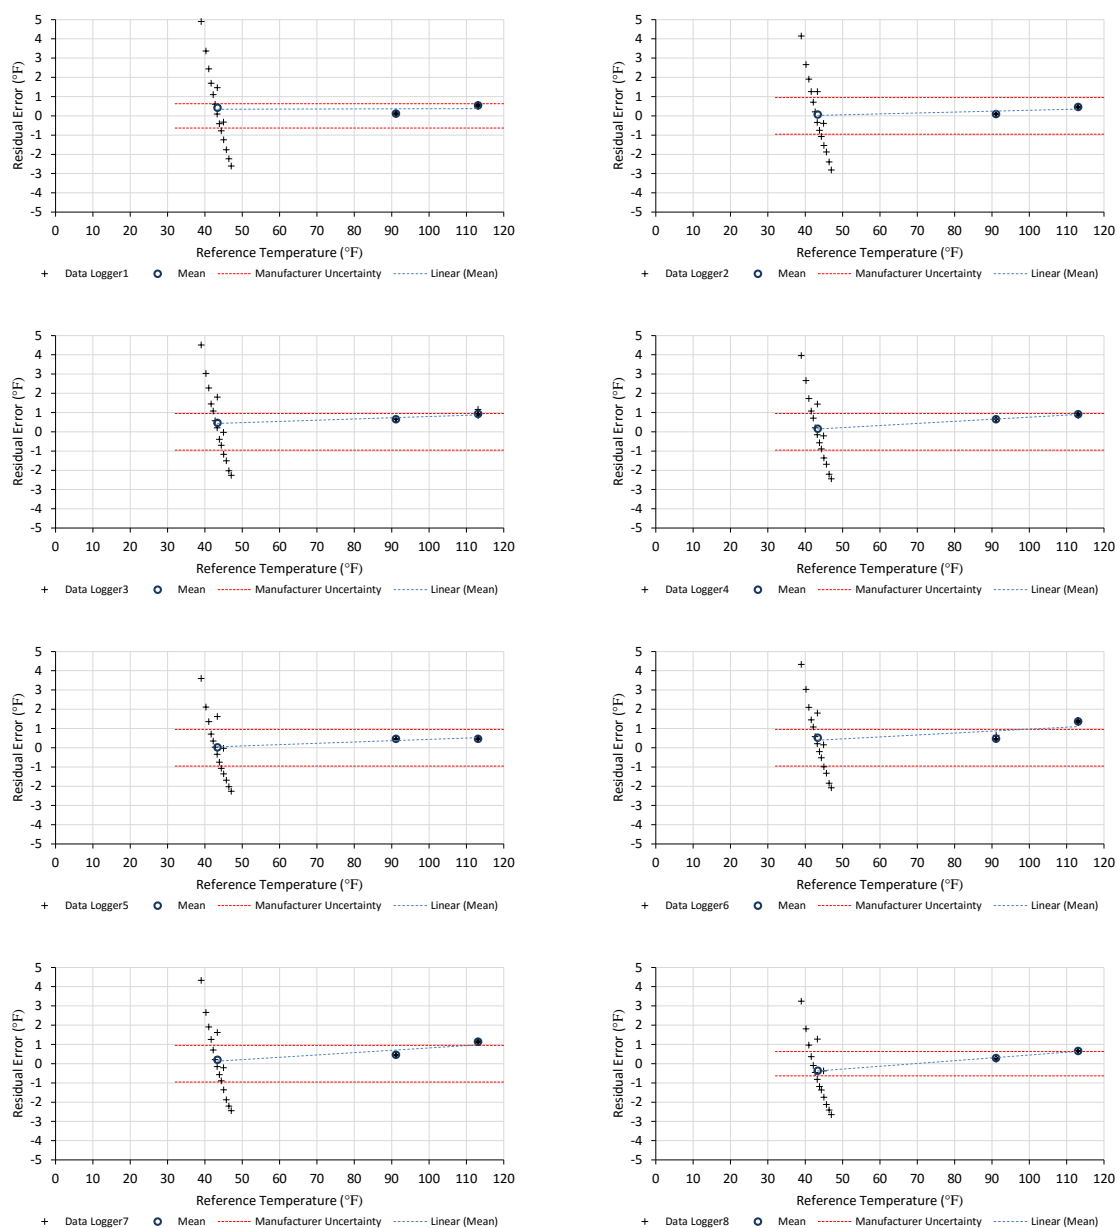 5
4
3
2
1
0
-1
-2
-3
-4
-5
Residual Error (°F)
0 10 20 30 40 50 60 70 80 90 100 110 120
Reference Temperature (°F)
Data Logger1 Mean Manufacturer Uncertainty Linear (Mean)
5
4
3
2
1
0
-1
-2
-3
-4
-5
Residual Error (°F)
0 10 20 30 40 50 60 70 80 90 100 110 120
Reference Temperature (°F)
Data Logger2 Mean Manufacturer Uncertainty Linear (Mean)
5
4
3
2
1
0
-1
-2
-3
-4
-5
Residual Error (°F)
0 10 20 30 40 50 60 70 80 90 100 110 120
Reference Temperature (°F)
Data Logger3 Mean Manufacturer Uncertainty Linear (Mean)
5
4
3
2
1
0
-1
-2
-3
-4
-5
Residual Error (°F)
0 10 20 30 40 50 60 70 80 90 100 110 120
Reference Temperature (°F)
Data Logger4 Mean Manufacturer Uncertainty Linear (Mean)
5
4
3
2
1
0
-1
-2
-3
-4
-5
Residual Error (°F)
0 10 20 30 40 50 60 70 80 90 100 110 120
Reference Temperature (°F)
Data Logger5 Mean Manufacturer Uncertainty Linear (Mean)
5
4
3
2
1
0
-1
-2
-3
-4
-5
Residual Error (°F)
0 10 20 30 40 50 60 70 80 90 100 110 120
Reference Temperature (°F)
Data Logger6 Mean Manufacturer Uncertainty Linear (Mean)
5
4
3
2
1
0
-1
-2
-3
-4
-5
Residual Error (°F)
0 10 20 30 40 50 60 70 80 90 100 110 120
Reference Temperature (°F)
Data Logger7 Mean Manufacturer Uncertainty Linear (Mean)
5
4
3
2
1
0
-1
-2
-3
-4
-5
Residual Error (°F)
0 10 20 30 40 50 60 70 80 90 100 110 120
Reference Temperature (°F)
Data Logger8 Mean Manufacturer Uncertainty Linear (Mean)